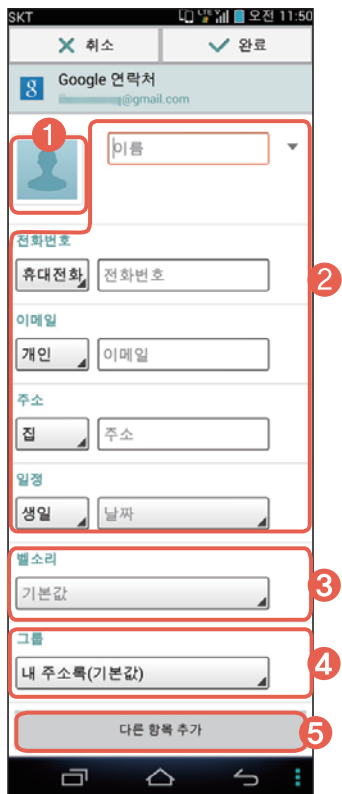 SKT LTE 오전 11:50
취소 완료
8 Google 연락처
@gmail.com
1
이름
전화번호
2
휴대전화 전화번호
이메일
개인 이메일
주소
집 주소
일정
생일 날짜
벨소리
3
기본값
그룹
4
내 주소록(기본값)
다른 항목 추가 5